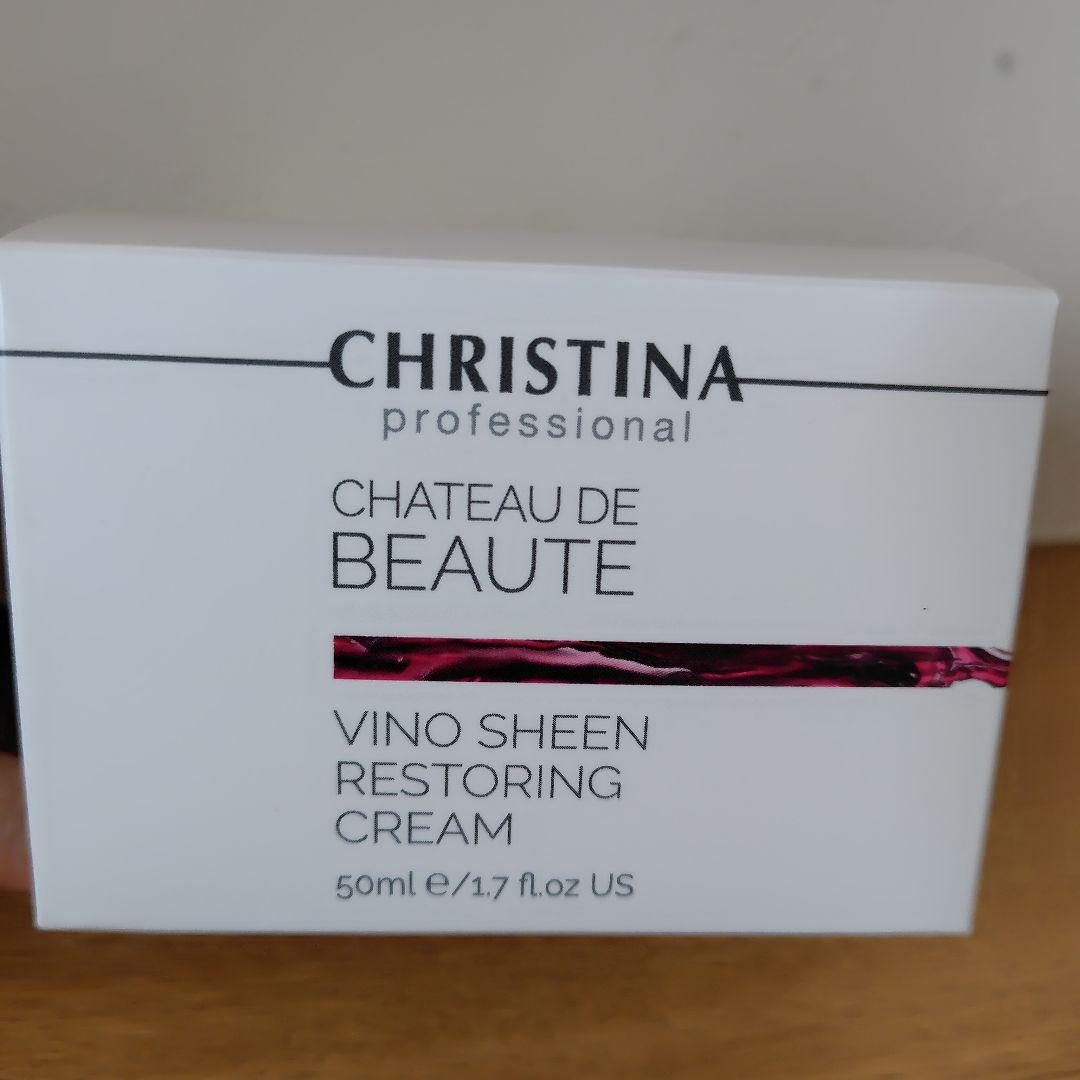 CHRISTINA
professional
CHATEAU DE
BEAUTE
VINO SHEEN
RESTORING
CREAM
50ml ℮/1.7 fl.oz US